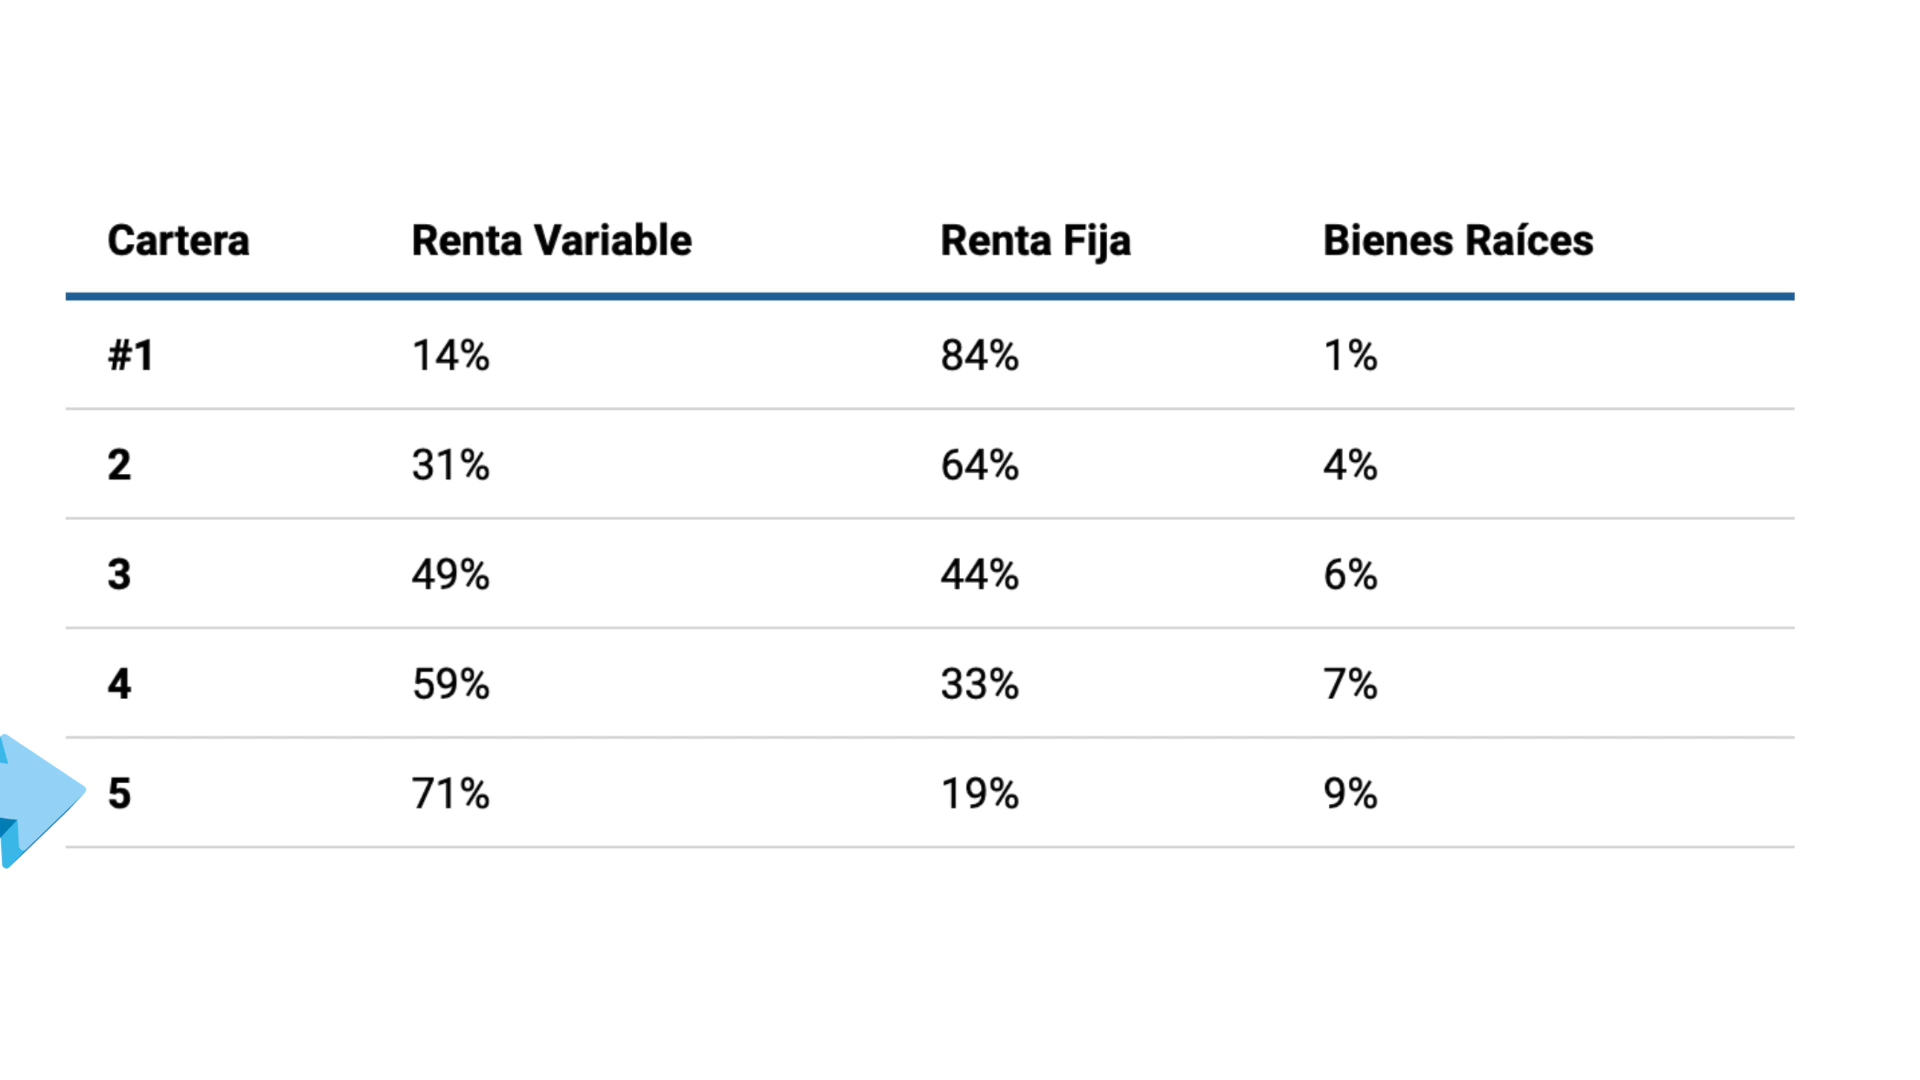 Cartera Renta Variable Renta Fija Bienes Raíces
#1 14% 84% 1%
2 31% 64% 4%
3 49% 44% 6%
4 59% 33% 7%
5 71% 19% 9%